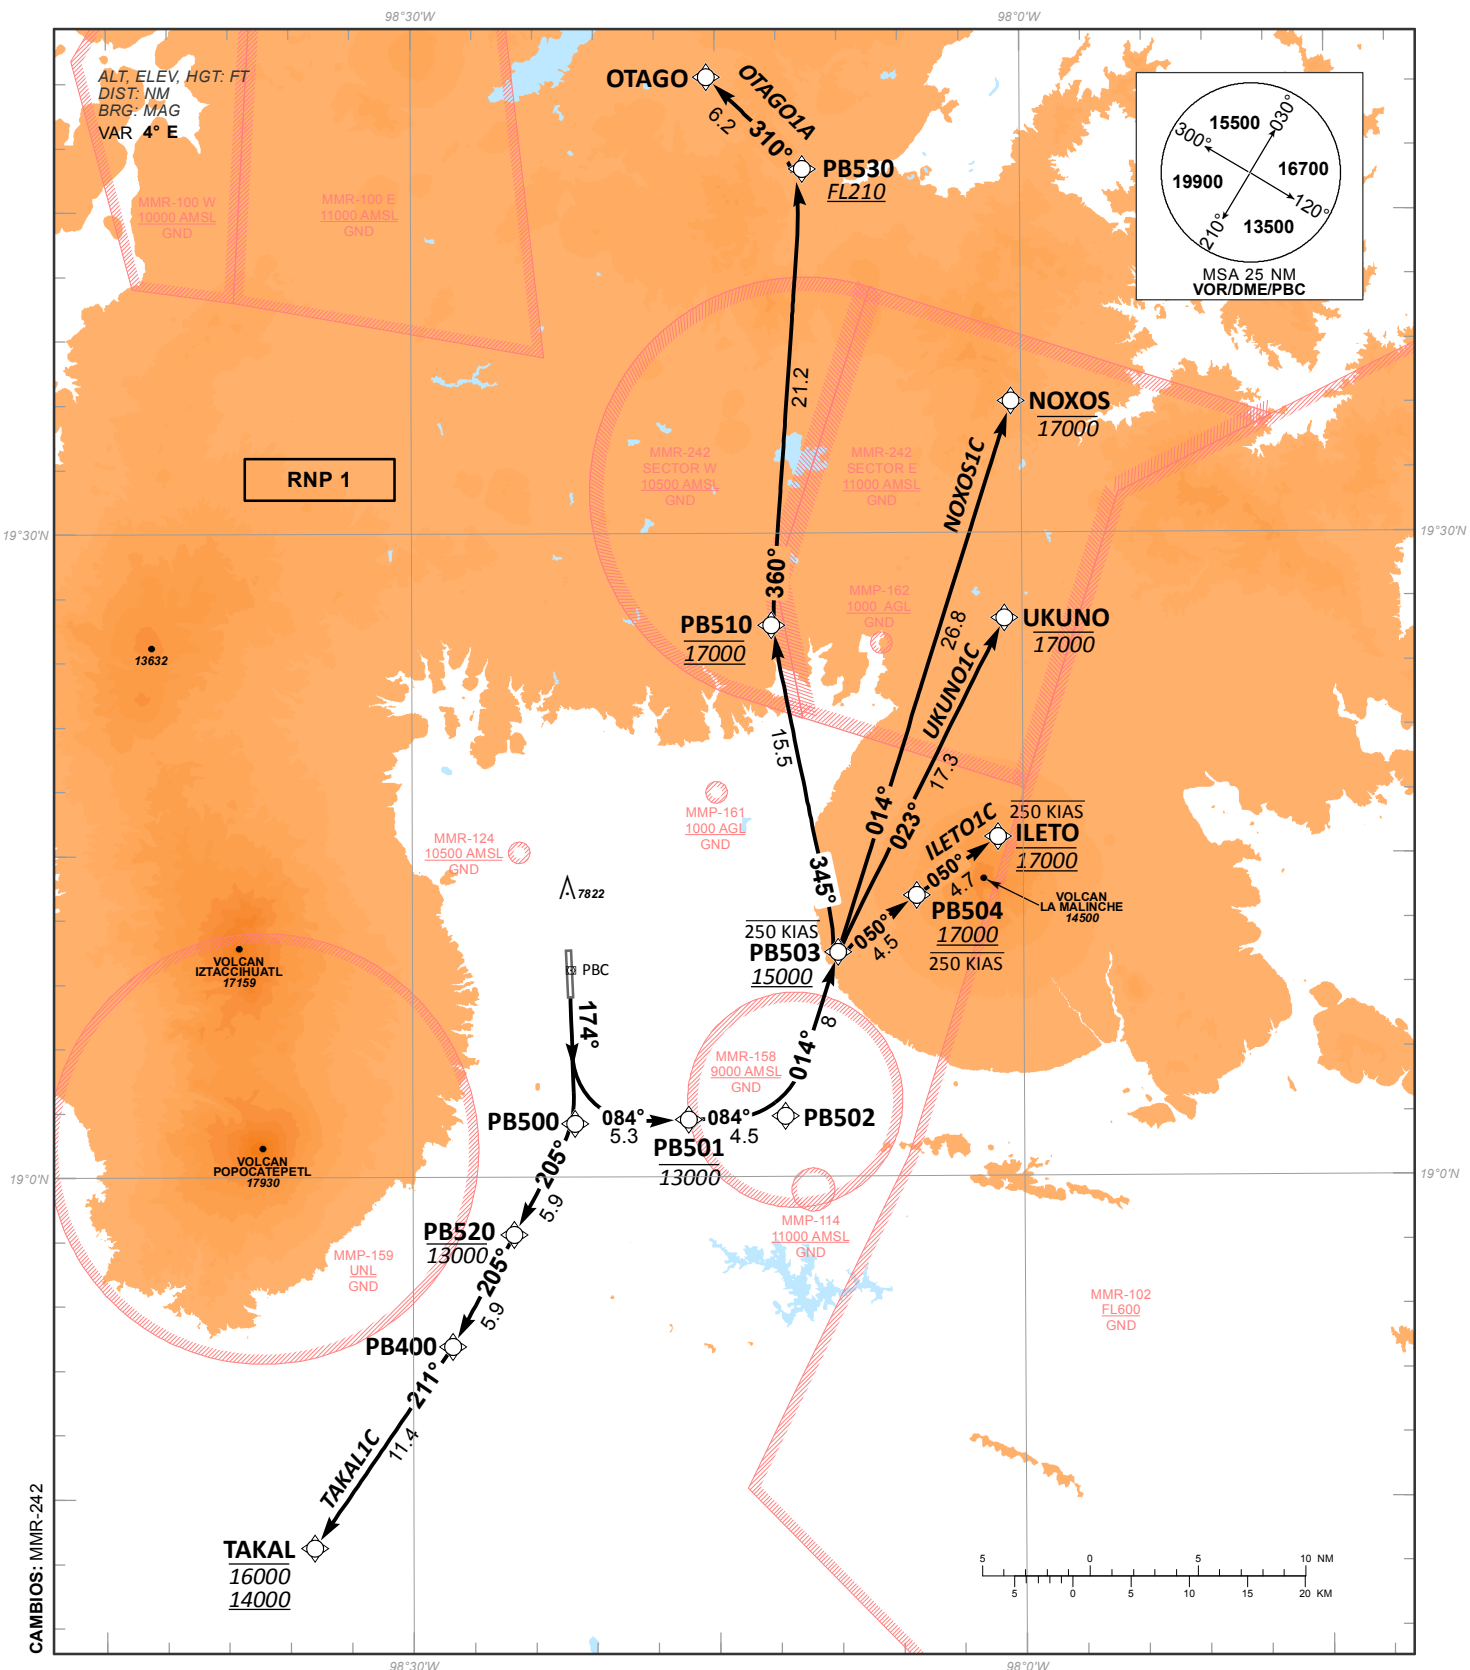 98°30'W
98°0'W
ALT, ELEV, HGT: FT
DIST: NM
BRG: MAG
VAR 4° E
OTAGO
OTAGO1A
6.2
310°
PB530
FL210
030°
15500
300°
16700
19900
120°
210°
13500
MSA 25 NM
VOR/DME/PBC
MMR-100 W
10000 AMSL
GND
MMR-100 E
11000 AMSL
GND
21.2
NOXOS
17000
MMR-242
SECTOR W
10500 AMSL
GND
MMR-242
SECTOR E
11000 AMSL
GND
NOXOS1C
RNP 1
19°30'N
19°30'N
360°
MMP-162
1000 AGL
GND
PB510
17000
UKUNO
17000
26.8
13632
UKUNO1C
15.5
17.3
MMP-161
1000 AGL
GND
014°
023°
MMR-124
10500 AMSL
GND
ILETO1C
250 KIAS
ILETO
17000
345°
050°
4.7
7822
VOLCAN
LA MALINCHE
14500
PB504
17000
250 KIAS
050°
4.5
250 KIAS
PB503
15000
VOLCAN
IZTACCIHUATL
17159
PBC
174°
8
014°
MMR-158
9000 AMSL
GND
PB500
084°
5.3
084°
4.5
PB502
PB501
13000
VOLCAN
POPOCATEPETL
17930
19°0'N
19°0'N
205°
5.9
PB520
13000
MMP-114
11000 AMSL
GND
MMP-159
UNL
GND
205°
5.9
MMR-102
FL600
GND
PB400
211°
11.4
TAKAL1C
TAKAL
16000
14000
5 0 5 10 NM
5 0 5 10 15 20 KM
CAMBIOS: MMR-242
98°30'W
98°0'W